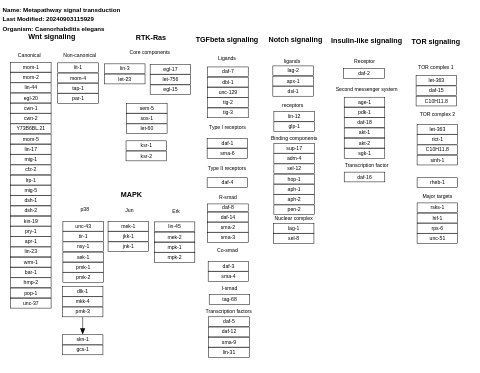 Name: Metapathway signal transduction
Last Modified: 20240903115929
Organism: Caenorhabditis elegans
Wnt signaling
Canonical
mom-1
mom-2
lin-44
egl-20
cwn-1
cwn-2
Y73B6BL.21
mom-5
lin-17
mig-1
cfz-2
kp-1
mig-5
dsh-1
dsh-2
kin-19
pry-1
apr-1
lin-23
wrm-1
bar-1
hmp-2
pop-1
unc-37
Non-canonical
lit-1
mom-4
tap-1
par-1
RTK-Ras
Core components
lin-3
let-23
egl-17
let-756
egl-15
sem-5
sos-1
let-60
ksr-1
ksr-2
MAPK
p38
unc-43
tir-1
nsy-1
sek-1
pmk-1
pmk-2
dlk-1
mkk-4
pmk-3
skn-1
gcs-1
Jun
mek-1
jkk-1
jnk-1
Erk
lin-45
mek-2
mpk-1
mpk-2
TGFbeta signaling
Ligands
daf-7
dbl-1
unc-129
tig-2
tig-3
Type I receptors
daf-1
sma-6
Type II receptors
daf-4
R-smad
daf-8
daf-14
sma-2
sma-3
Co-smad
daf-3
sma-4
I-smad
tag-68
Transcription factors
daf-5
daf-12
sma-9
lin-31
Notch signaling
ligands
lag-2
apx-1
dsl-1
receptors
lin-12
glp-1
Binding components
sup-17
adm-4
sel-12
hop-1
aph-1
aph-2
pen-2
Nuclear complex
lag-1
sel-8
Insulin-like signaling
Receptor
daf-2
Second messenger system
age-1
pdk-1
daf-18
akt-1
akt-2
sgk-1
Transcription factor
daf-16
TOR signaling
TOR complex 1
let-363
daf-15
C10H11.8
TOR complex 2
let-363
rict-1
C10H11.8
sinh-1
rheb-1
Major targets
rsks-1
hif-1
rps-6
unc-51